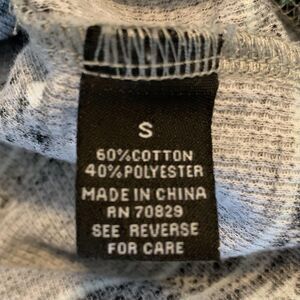 S
60%COTTON
40%POLYESTER
MADE IN CHINA
RN 70829
SEE REVERSE
FOR CARE